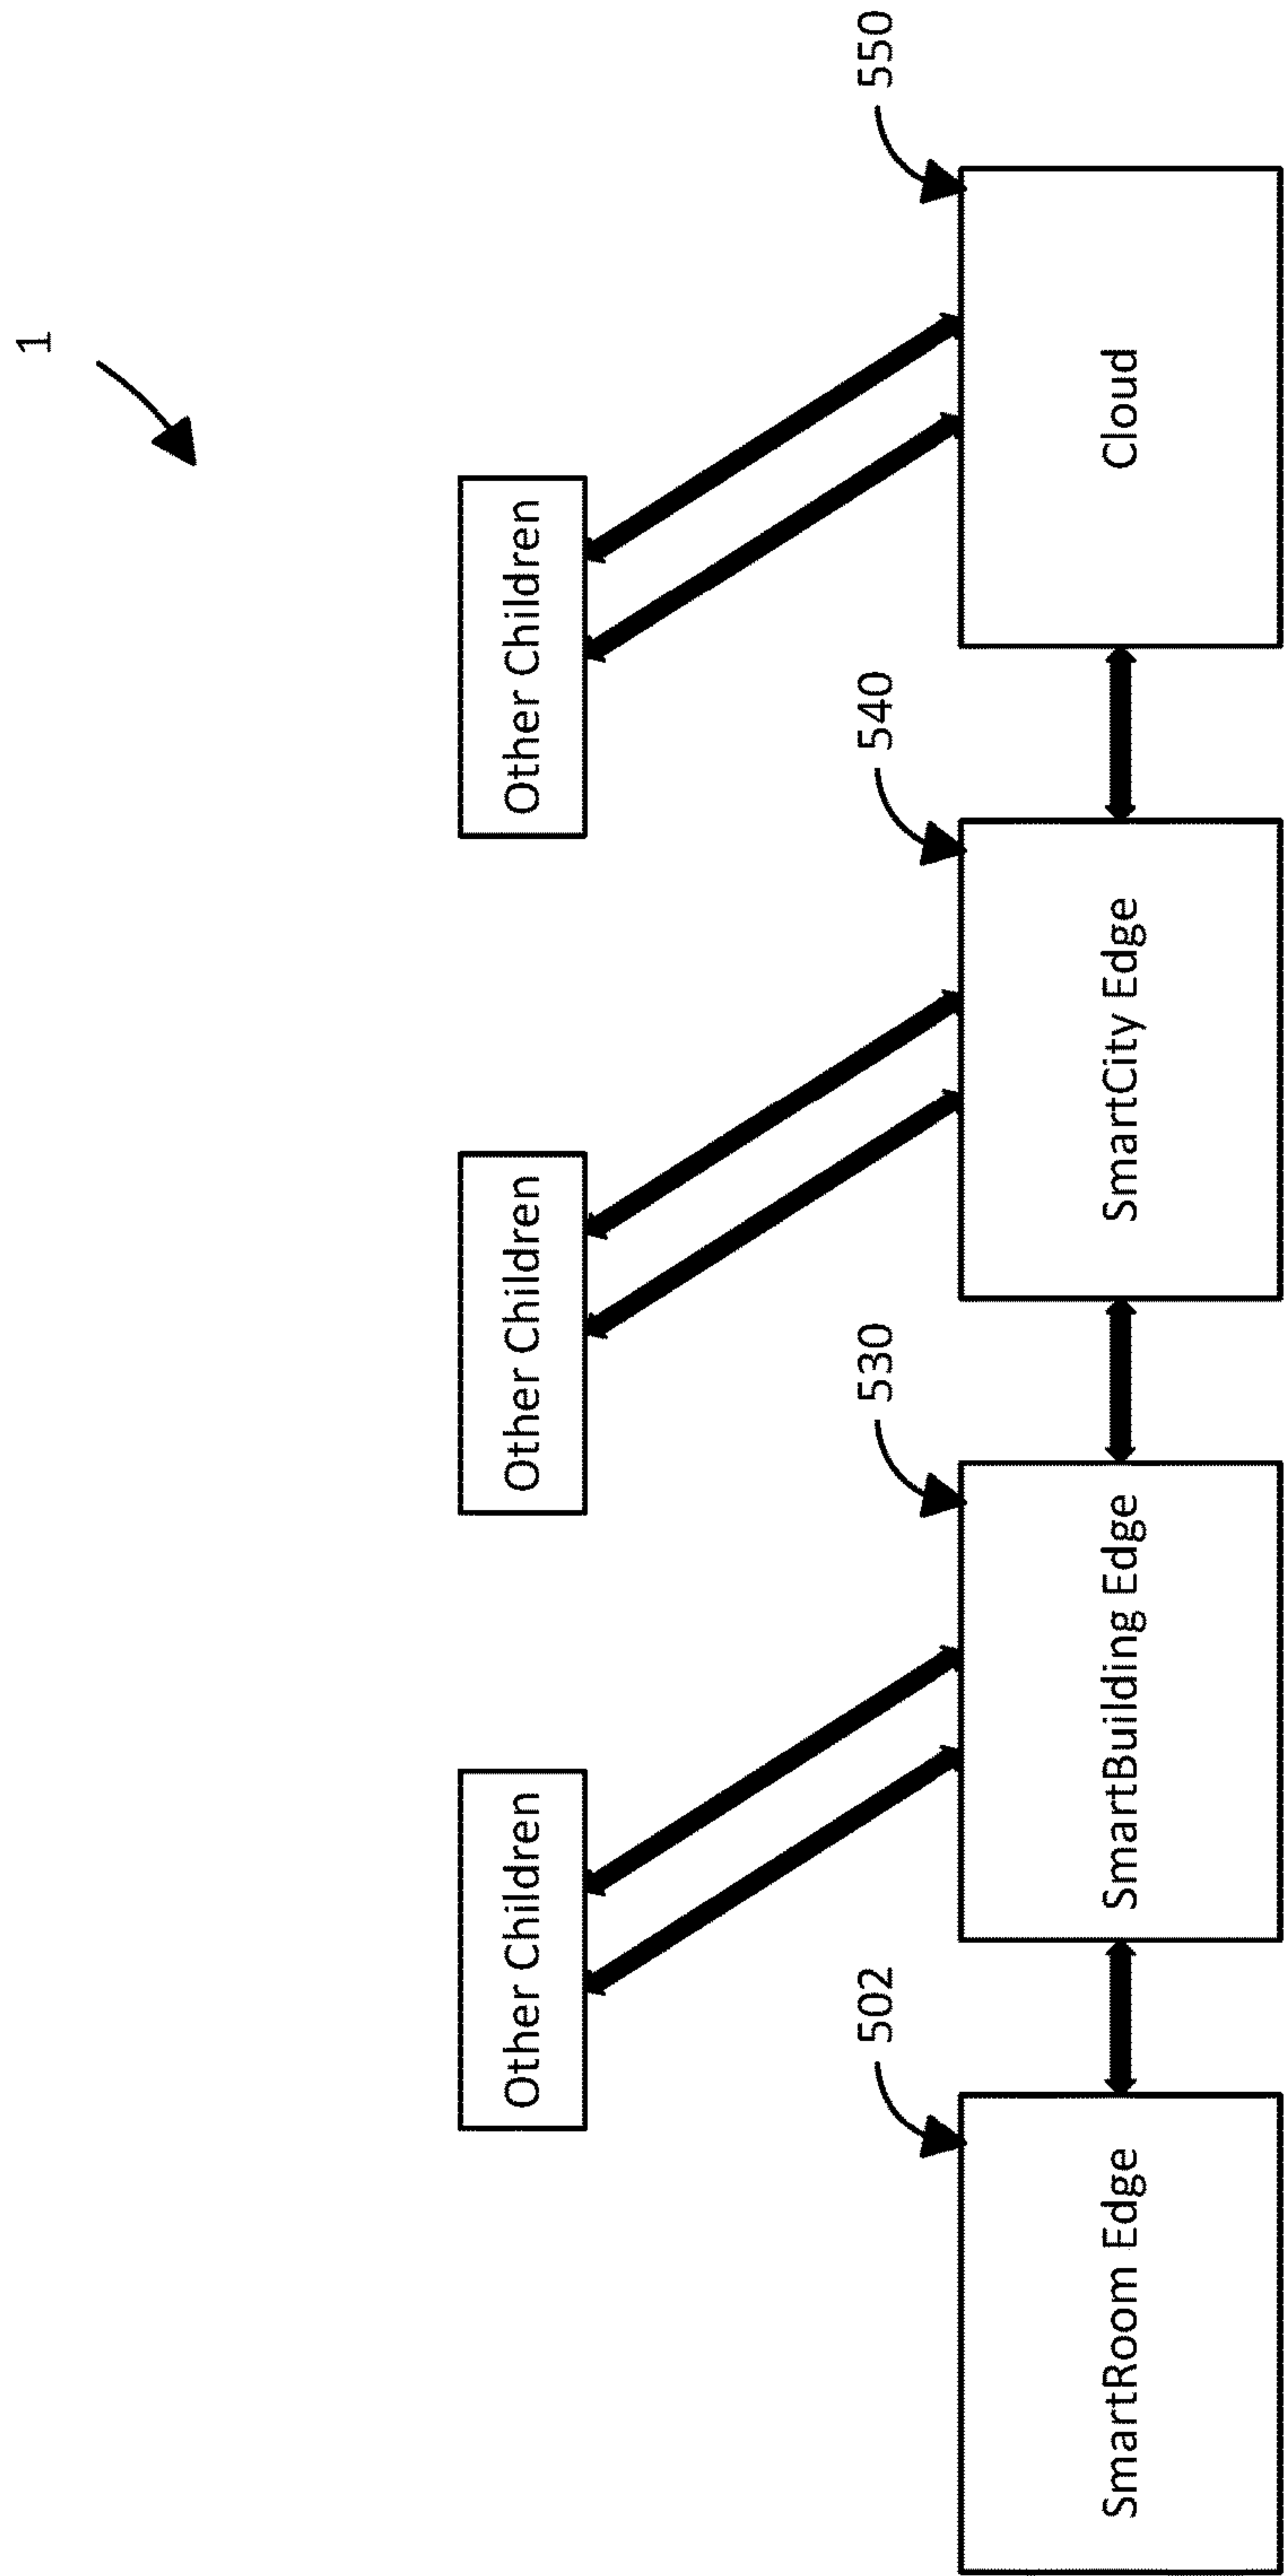 1
Other Children
Other Children
Other Children
502
530
540
550
SmartRoom Edge
SmartBuilding Edge
SmartCity Edge
Cloud